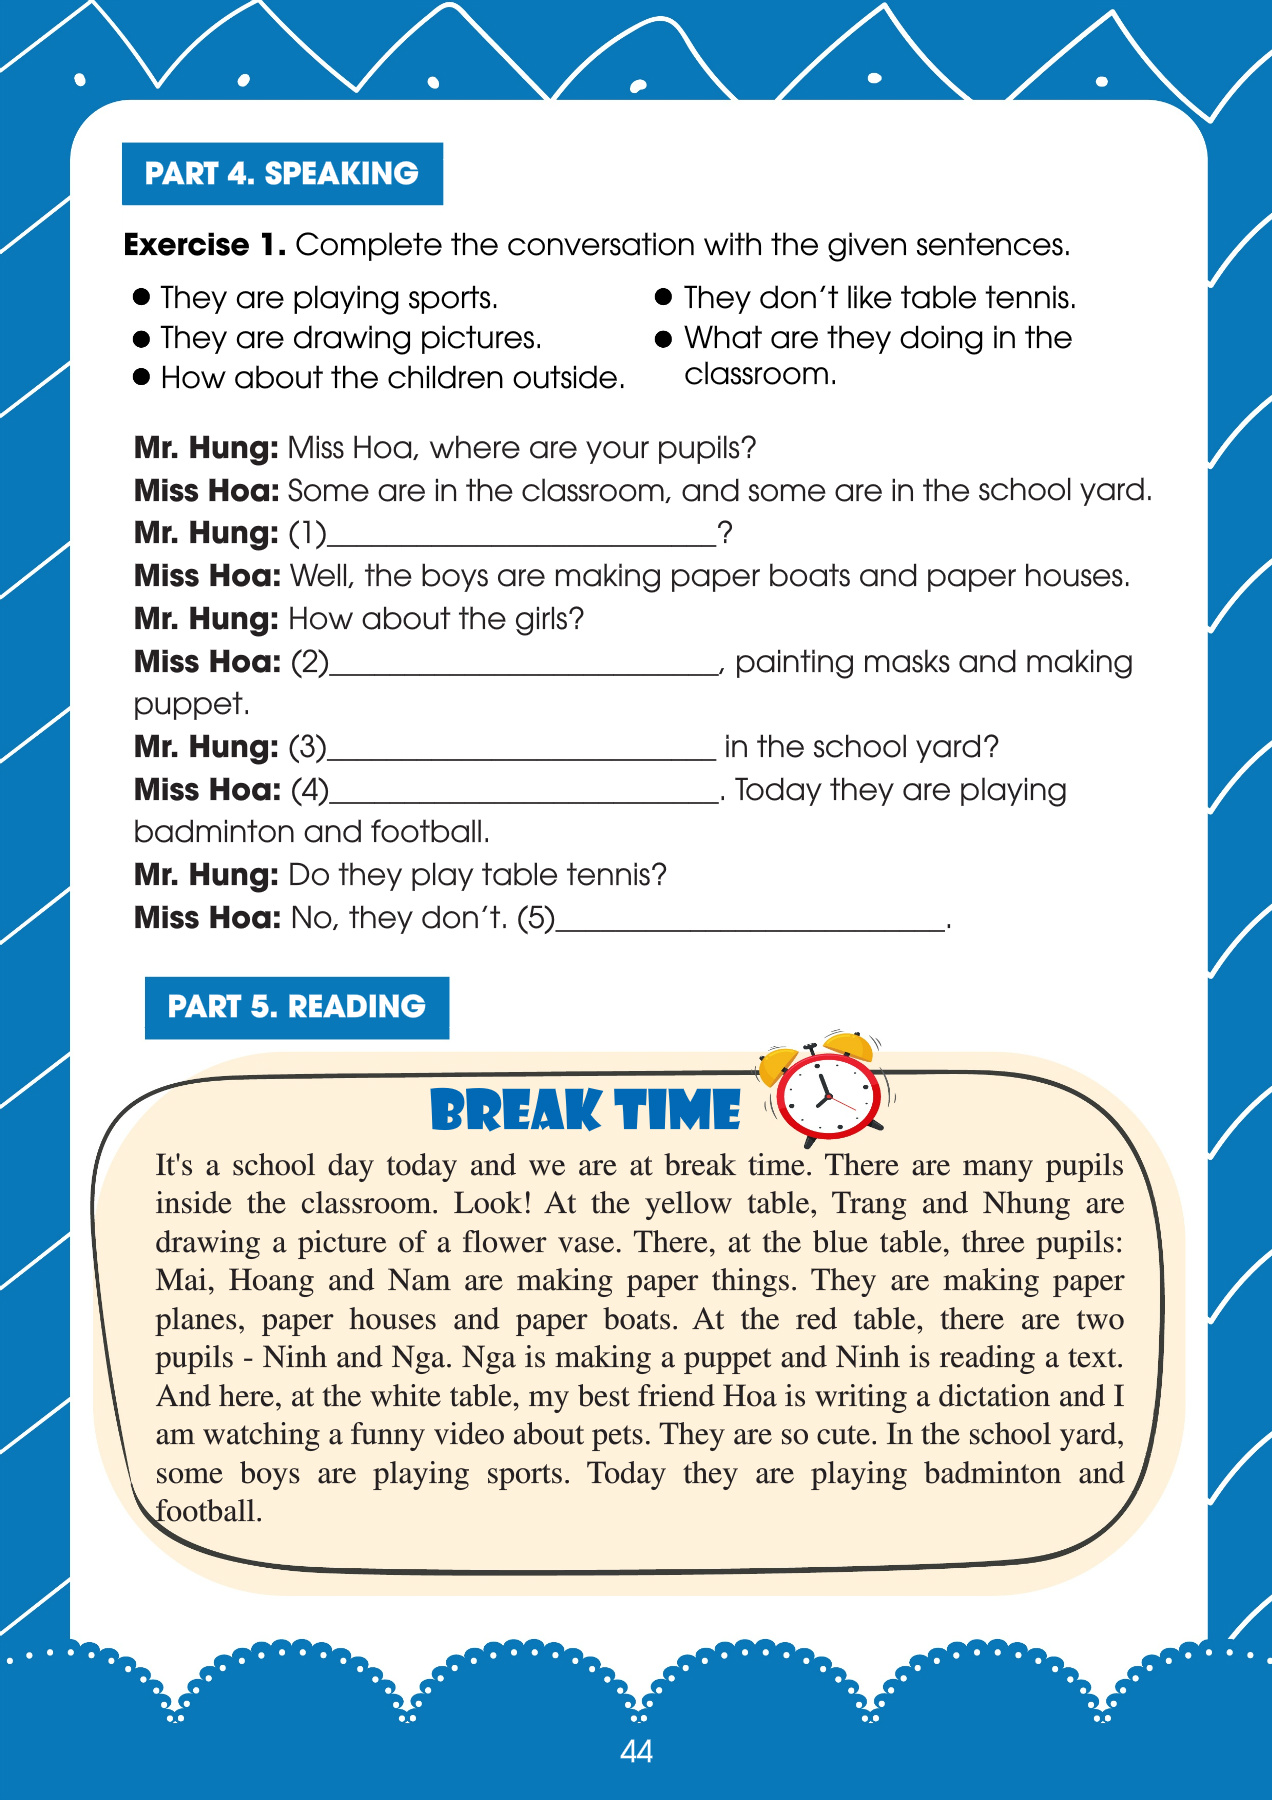 PART 4. SPEAKING
Exercise 1. Complete the conversation with the given sentences.
● They are playing sports.
● They are drawing pictures.
● How about the children outside.
● They don't like table tennis.
● What are they doing in the
classroom.
Mr. Hung: Miss Hoa, where are your pupils?
Miss Hoa: Some are in the classroom, and some are in the school yard.
Mr. Hung: (1)__________________________?
Miss Hoa: Well, the boys are making paper boats and paper houses.
Mr. Hung: How about the girls?
Miss Hoa: (2)__________________________, painting masks and making
puppet.
Mr. Hung: (3)__________________________ in the school yard?
Miss Hoa: (4)__________________________. Today they are playing
badminton and football.
Mr. Hung: Do they play table tennis?
Miss Hoa: No, they don't. (5)__________________________.
PART 5. READING
BREAK TIME
It's a school day today and we are at break time. There are many pupils
inside the classroom. Look! At the yellow table, Trang and Nhung are
drawing a picture of a flower vase. There, at the blue table, three pupils:
Mai, Hoang and Nam are making paper things. They are making paper
planes, paper houses and paper boats. At the red table, there are two
pupils - Ninh and Nga. Nga is making a puppet and Ninh is reading a text.
And here, at the white table, my best friend Hoa is writing a dictation and I
am watching a funny video about pets. They are so cute. In the school yard,
some boys are playing sports. Today they are playing badminton and
football.
44